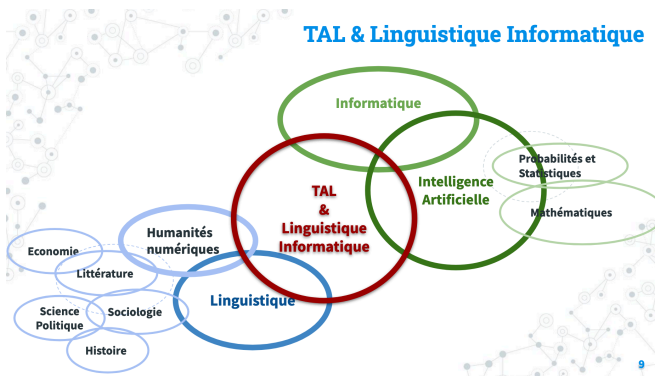 TAL & Linguistique Informatique
Informatique
Intelligence
Artificielle
Probabilités et
Statistiques
Mathématiques
TAL
&
Linguistique
Informatique
Humanités
numériques
Linguistique
Economie
Littérature
Science
Politique
Sociologie
Histoire
9